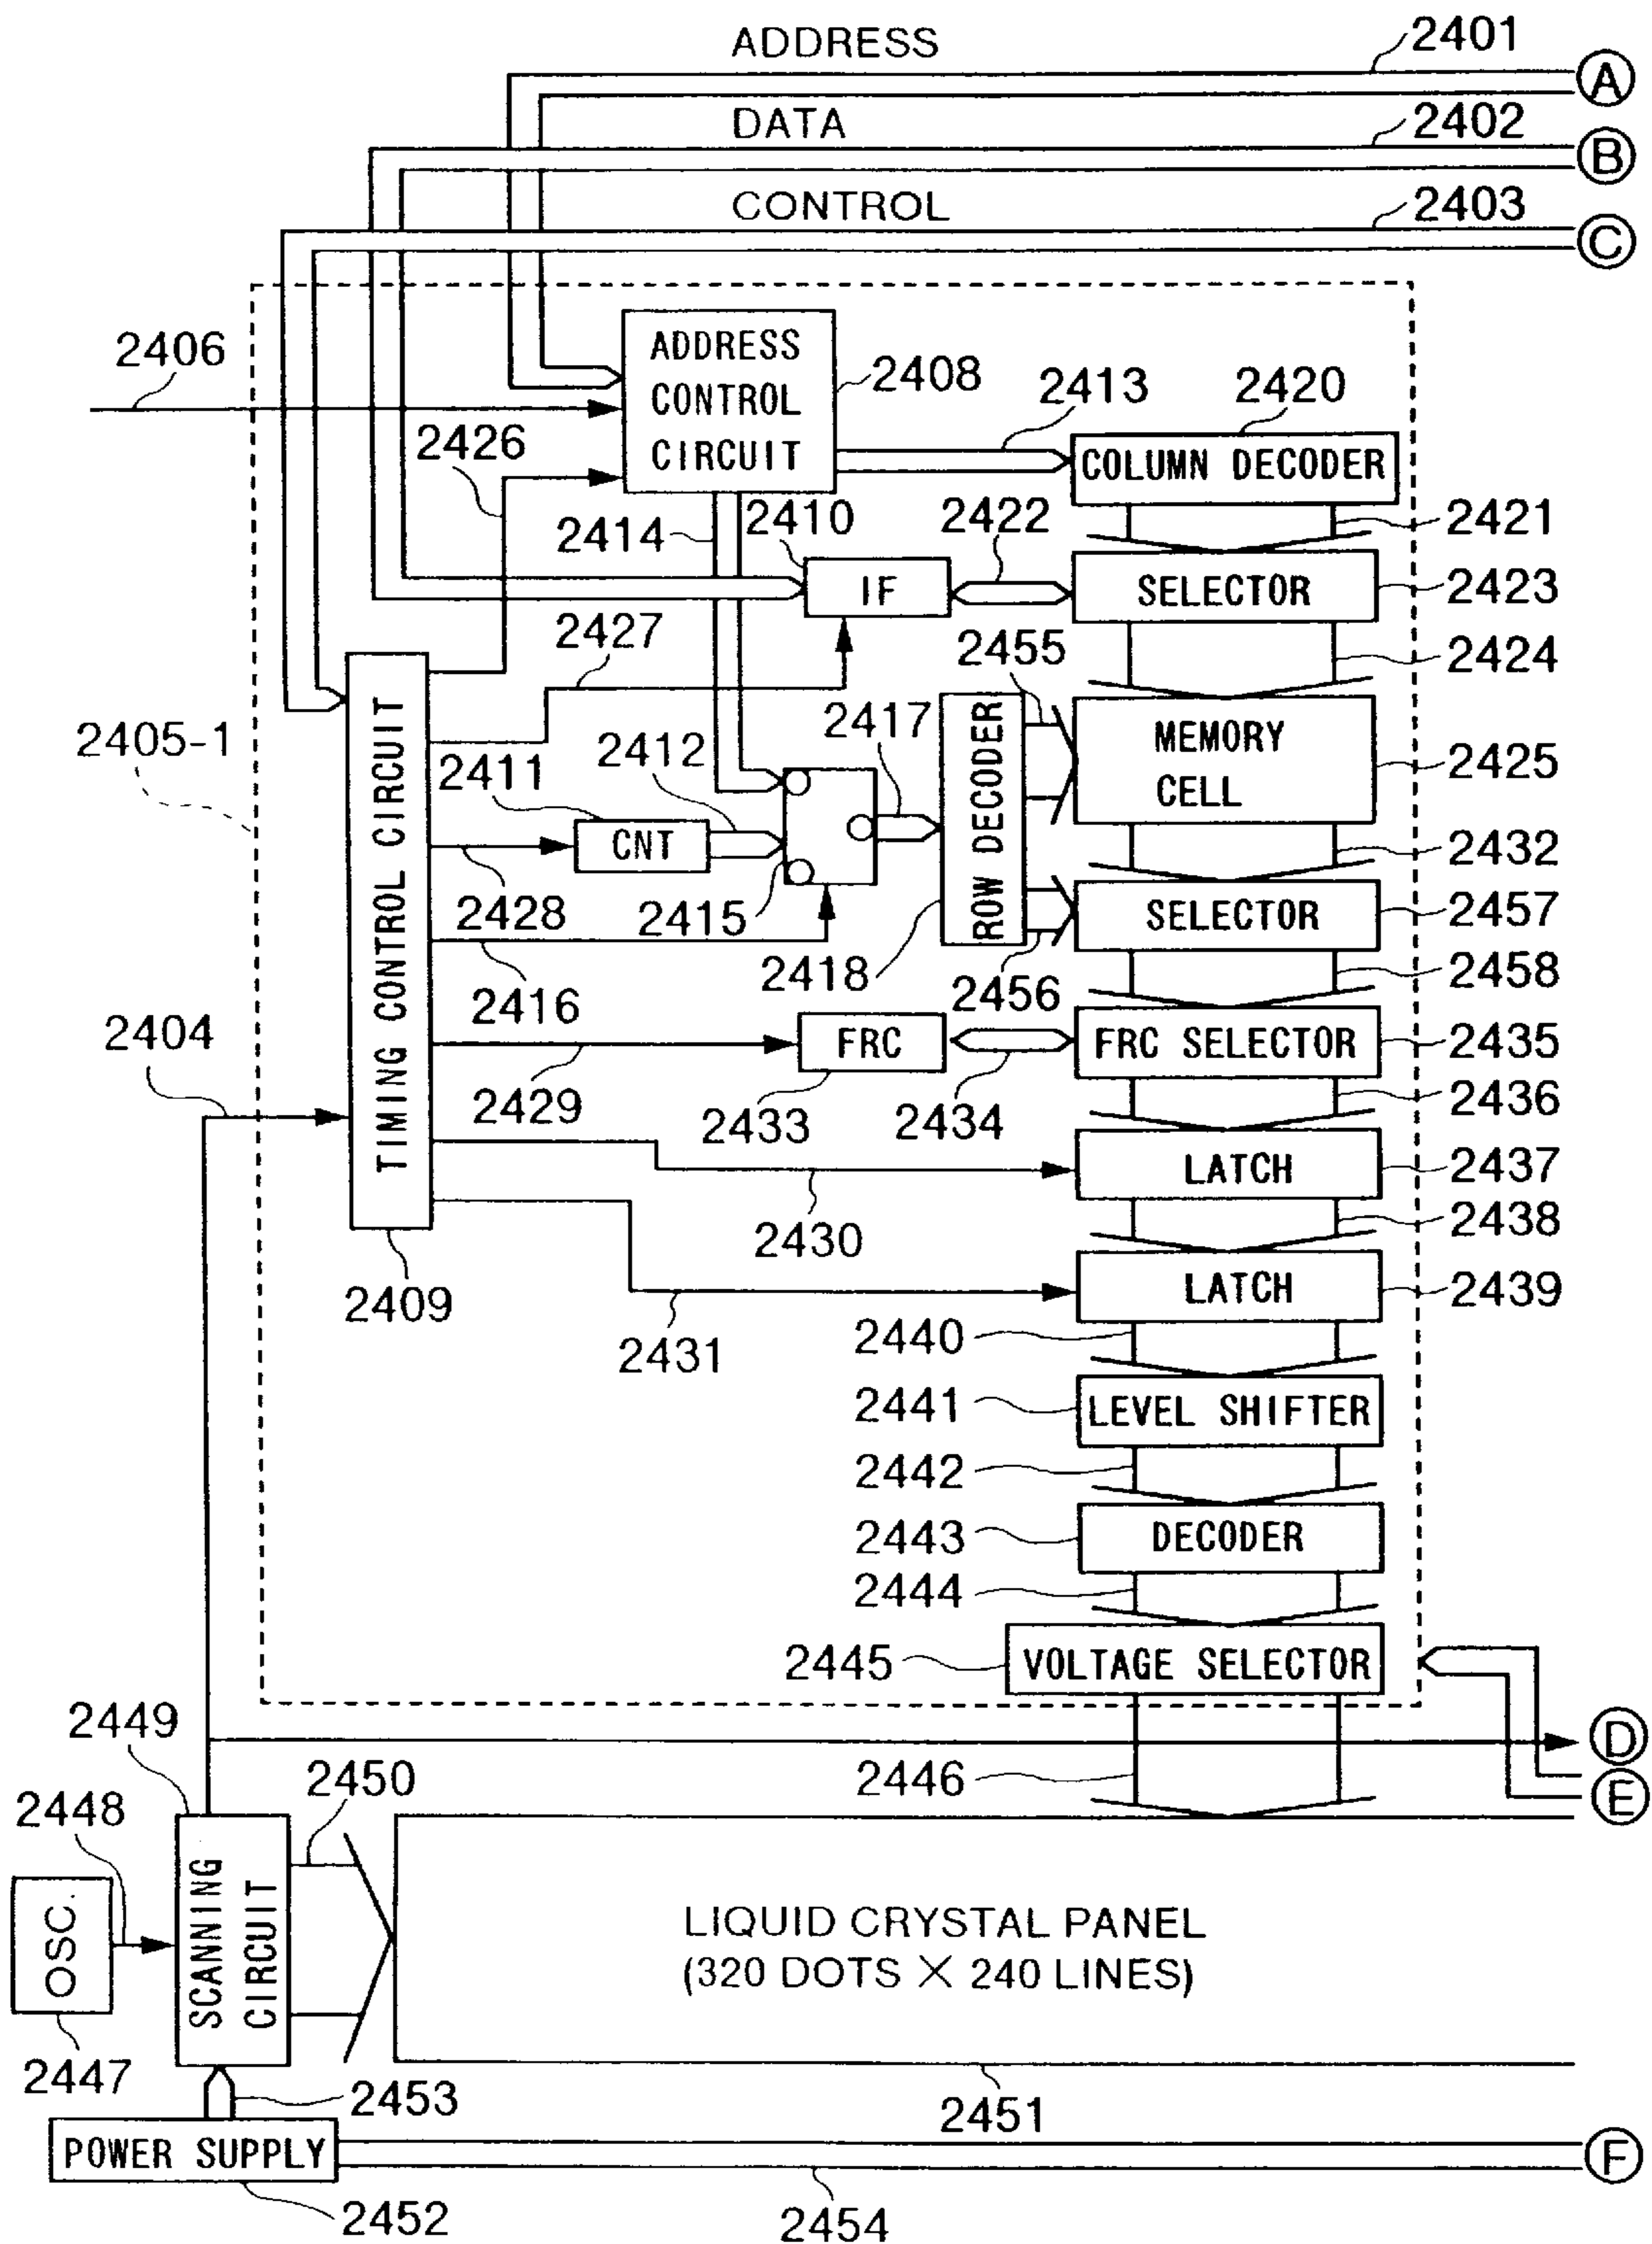 ADDRESS
2401
A
DATA
2402
B
CONTROL
2403
C
2406
ADDRESS
CONTROL
CIRCUIT
2408
2413
2420
2426
COLUMN DECODER
2414
2410
2422
2421
IF
SELECTOR
2423
2427
2455
2424
2405-1
2411
2412
2417
MEMORY
CELL
2425
TIMING CONTROL CIRCUIT
CNT
ROW DECODER
2432
2428
2415
SELECTOR
2457
2416
2418
2456
2458
2404
FRC
FRC SELECTOR
2435
2429
2433
2434
2436
LATCH
2437
2430
2438
2409
LATCH
2439
2431
2440
2441
LEVEL SHIFTER
2442
2443
DECODER
2444
2445
VOLTAGE SELECTOR
2449
D
2450
2446
E
2448
OSC.
SCANNING
CIRCUIT
LIQUID CRYSTAL PANEL
(320 DOTS X 240 LINES)
2447
2453
2451
POWER SUPPLY
F
2452
2454